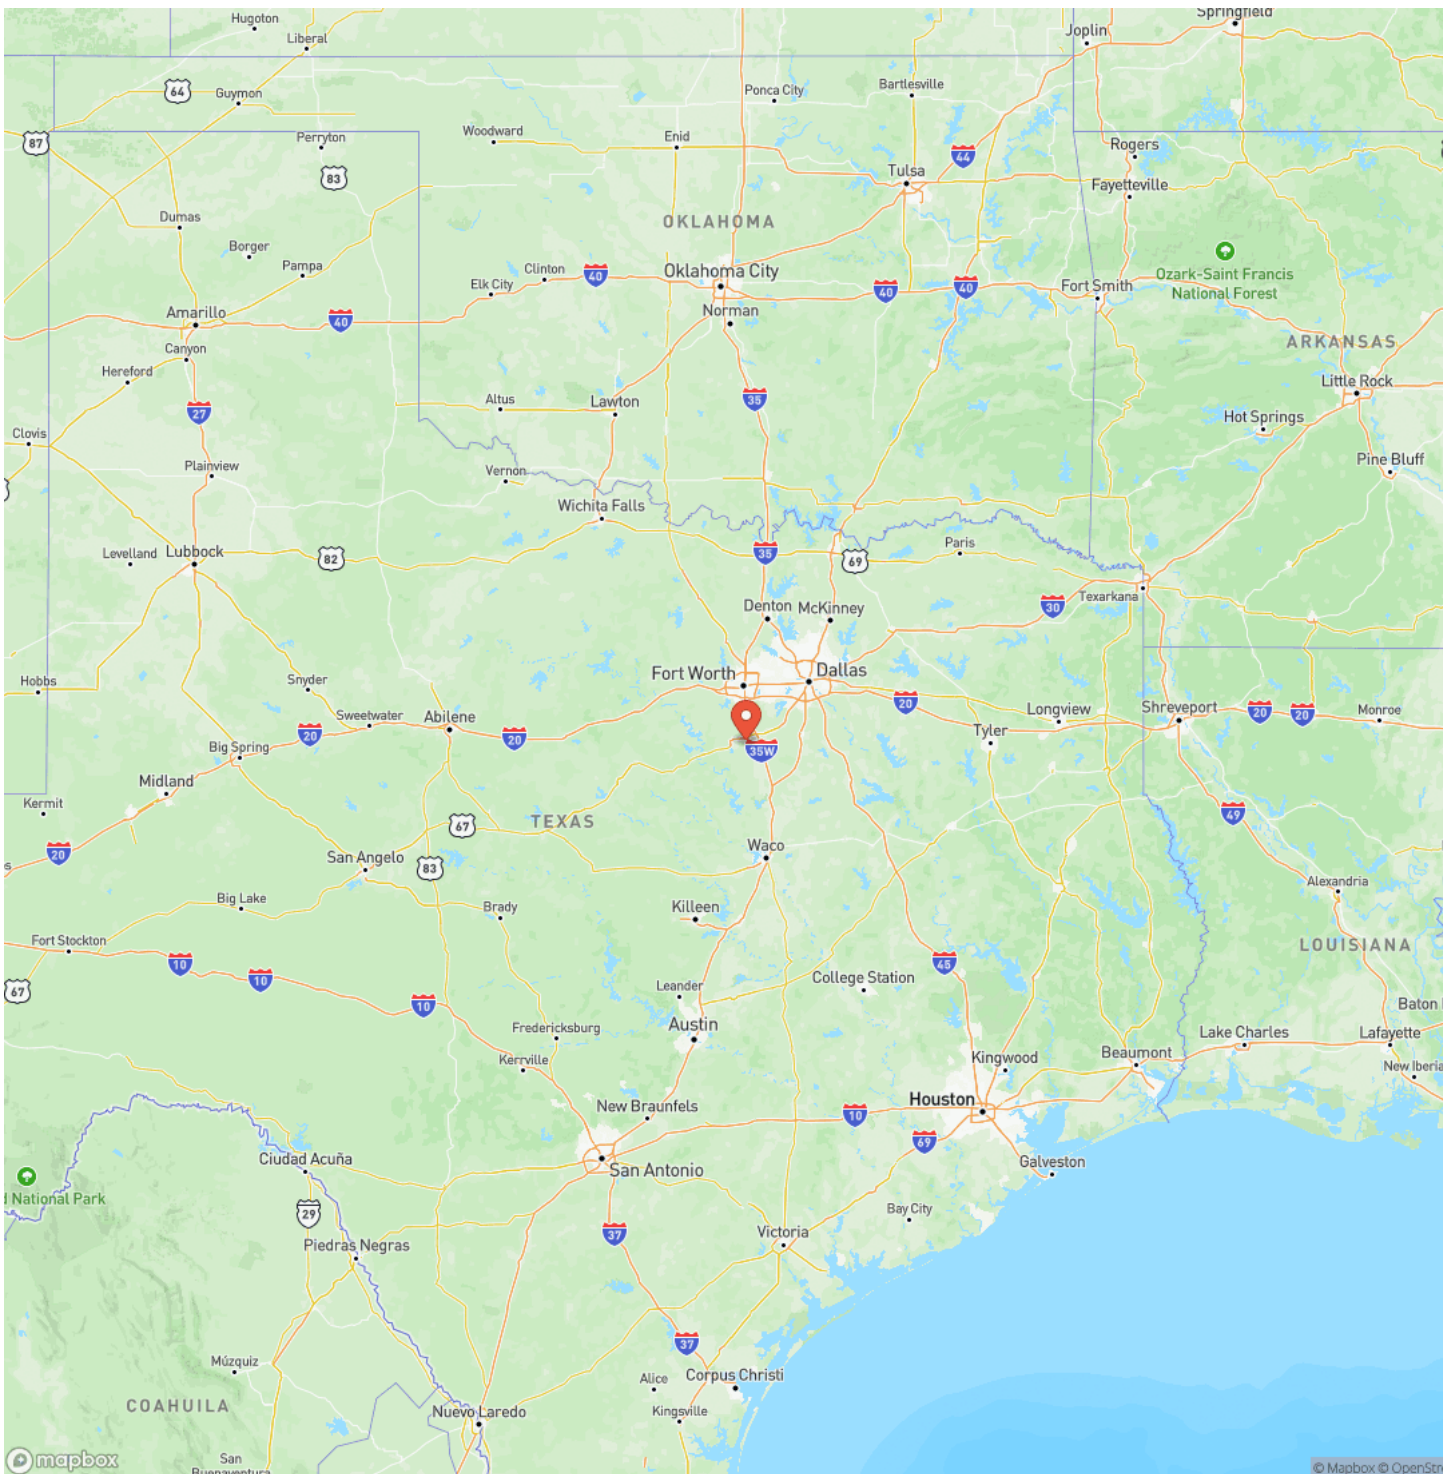 Hugoton
Springfield
Liberal
Joplin
64
Guymon
Ponca City
Bartlesville
87
Perryton
Woodward
Enid
44
Rogers
83
Tulsa
Fayetteville
Dumas
OKLAHOMA
Borger
Pampa
Clinton
40
Oklahoma City
Ozark-Saint Francis
National Forest
Elk City
40
40
Fort Smith
Amarillo
40
Norman
ARKANSAS
Canyon
Hereford
Little Rock
27
Altus
Lawton
35
Hot Springs
Clovis
Plainview
Vernon
Pine Bluff
Wichita Falls
Levelland
Lubbock
82
35
69
Paris
Texarkana
Denton
McKinney
30
Hobbs
Snyder
Fort Worth
Dallas
20
Longview
Shreveport
20
20
Monroe
Sweetwater
Abilene
20
20
Tyler
Big Spring
35W
Midland
Kermit
67
TEXAS
49
20
San Angelo
83
Waco
Alexandria
Big Lake
Brady
Killeen
Fort Stockton
10
10
45
LOUISIANA
67
10
Leander
College Station
Baton
Fredericksburg
Austin
Lake Charles
Lafayette
Kerrville
Kingwood
Beaumont
New Iberia
New Braunfels
10
Houston
69
Ciudad Acuña
San Antonio
Galveston
National Park
29
37
Bay City
Piedras Negras
Victoria
37
Múzquiz
Alice
Corpus Christi
COAHUILA
Nuevo Laredo
Kingsville
mapbox
San
Buenaventura
© Mapbox © OpenStr